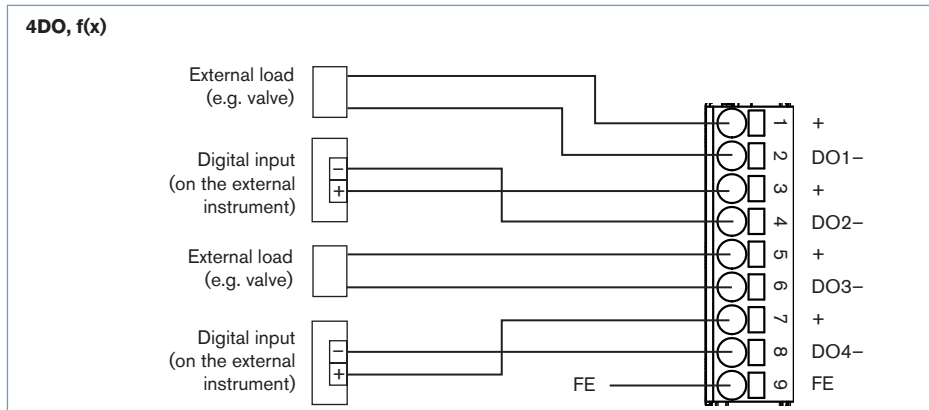 4DO, f(x)
External load
(e.g. valve)
Digital input
(on the external
instrument)
External load
(e.g. valve)
Digital input
(on the external
instrument)
−
+
−
+
FE
1 +
2 DO1−
3 +
4 DO2−
5 +
6 DO3−
7 +
8 DO4−
9 FE